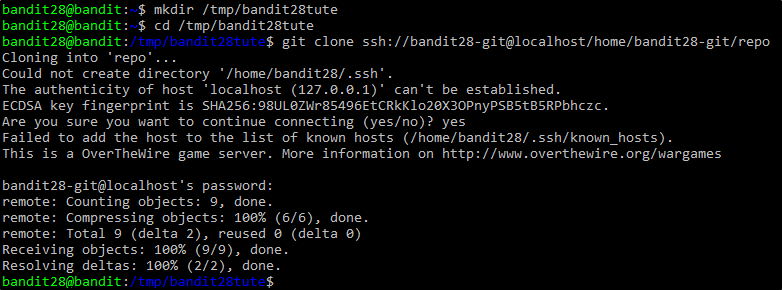 bandit28@bandit:~$ mkdir /tmp/bandit28tute
bandit28@bandit:~$ cd /tmp/bandit28tute
bandit28@bandit:/tmp/bandit28tute$ git clone ssh://bandit28-git@localhost/home/bandit28-git/repo
Cloning into 'repo'...
Could not create directory '/home/bandit28/.ssh'.
The authenticity of host 'localhost (127.0.0.1)' can't be established.
ECDSA key fingerprint is SHA256:98UL0ZWr85496EtCRkKlo20X3OPnyPSB5tB5RPbhczc.
Are you sure you want to continue connecting (yes/no)? yes
Failed to add the host to the list of known hosts (/home/bandit28/.ssh/known_hosts).
This is a OverTheWire game server. More information on http://www.overthewire.org/wargames
bandit28-git@localhost's password:
remote: Counting objects: 9, done.
remote: Compressing objects: 100% (6/6), done.
remote: Total 9 (delta 2), reused 0 (delta 0)
Receiving objects: 100% (9/9), done.
Resolving deltas: 100% (2/2), done.
bandit28@bandit:/tmp/bandit28tute$